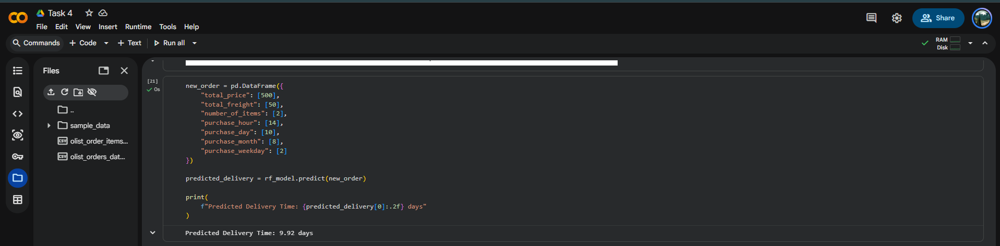 Task 4
File Edit View Insert Runtime Tools Help
Share
Commands + Code + Text Run all
RAM
Disk
Files
..
sample_data
olist_order_items...
olist_orders_dat...
[21]
0s
new_order = pd.DataFrame({
"total_price": [500],
"total_freight": [50],
"number_of_items": [2],
"purchase_hour": [14],
"purchase_day": [10],
"purchase_month": [8],
"purchase_weekday": [2]
})
predicted_delivery = rf_model.predict(new_order)
print(
f"Predicted Delivery Time: {predicted_delivery[0]:.2f} days"
)
Predicted Delivery Time: 9.92 days